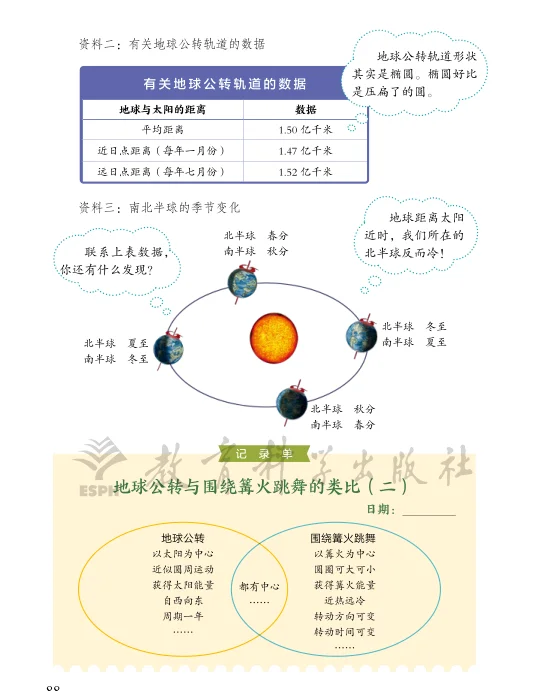 资料二：有关地球公转轨道的数据
地球公转轨道形状
其实是椭圆。椭圆好比
是压扁了的圆。
有关地球公转轨道的数据
地球与太阳的距离 数据
平均距离 1.50 亿千米
近日点距离（每年一月份） 1.47 亿千米
远日点距离（每年七月份） 1.52 亿千米
资料三：南北半球的季节变化
地球距离太阳
近时，我们所在的
北半球反而冷！
联系上表数据，
你还有什么发现？
北半球 春分
南半球 秋分
北半球 冬至
南半球 夏至
北半球 夏至
南半球 冬至
北半球 秋分
南半球 春分
记 录 单
教育科学出版社
ESPH
地球公转与围绕篝火跳舞的类比（二）
日期：
地球公转
以太阳为中心
近似圆周运动
获得太阳能量
自西向东
周期一年
……
都有中心
……
围绕篝火跳舞
以篝火为中心
圆圈可大可小
获得篝火能量
近热远冷
转动方向可变
转动时间可变
……